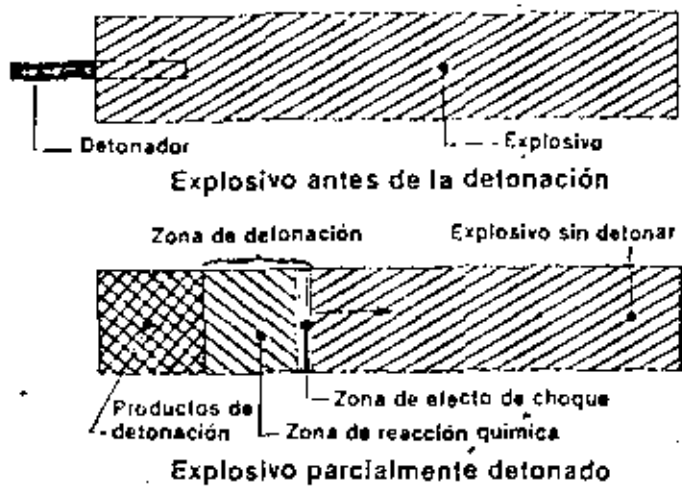 Detonador
Explosivo
Explosivo antes de la detonación
Zona de detonación
Explosivo sin detonar
Productos de
detonación
Zona de efecto de choque
Zona de reacción quimica
Explosivo parcialmente detonado